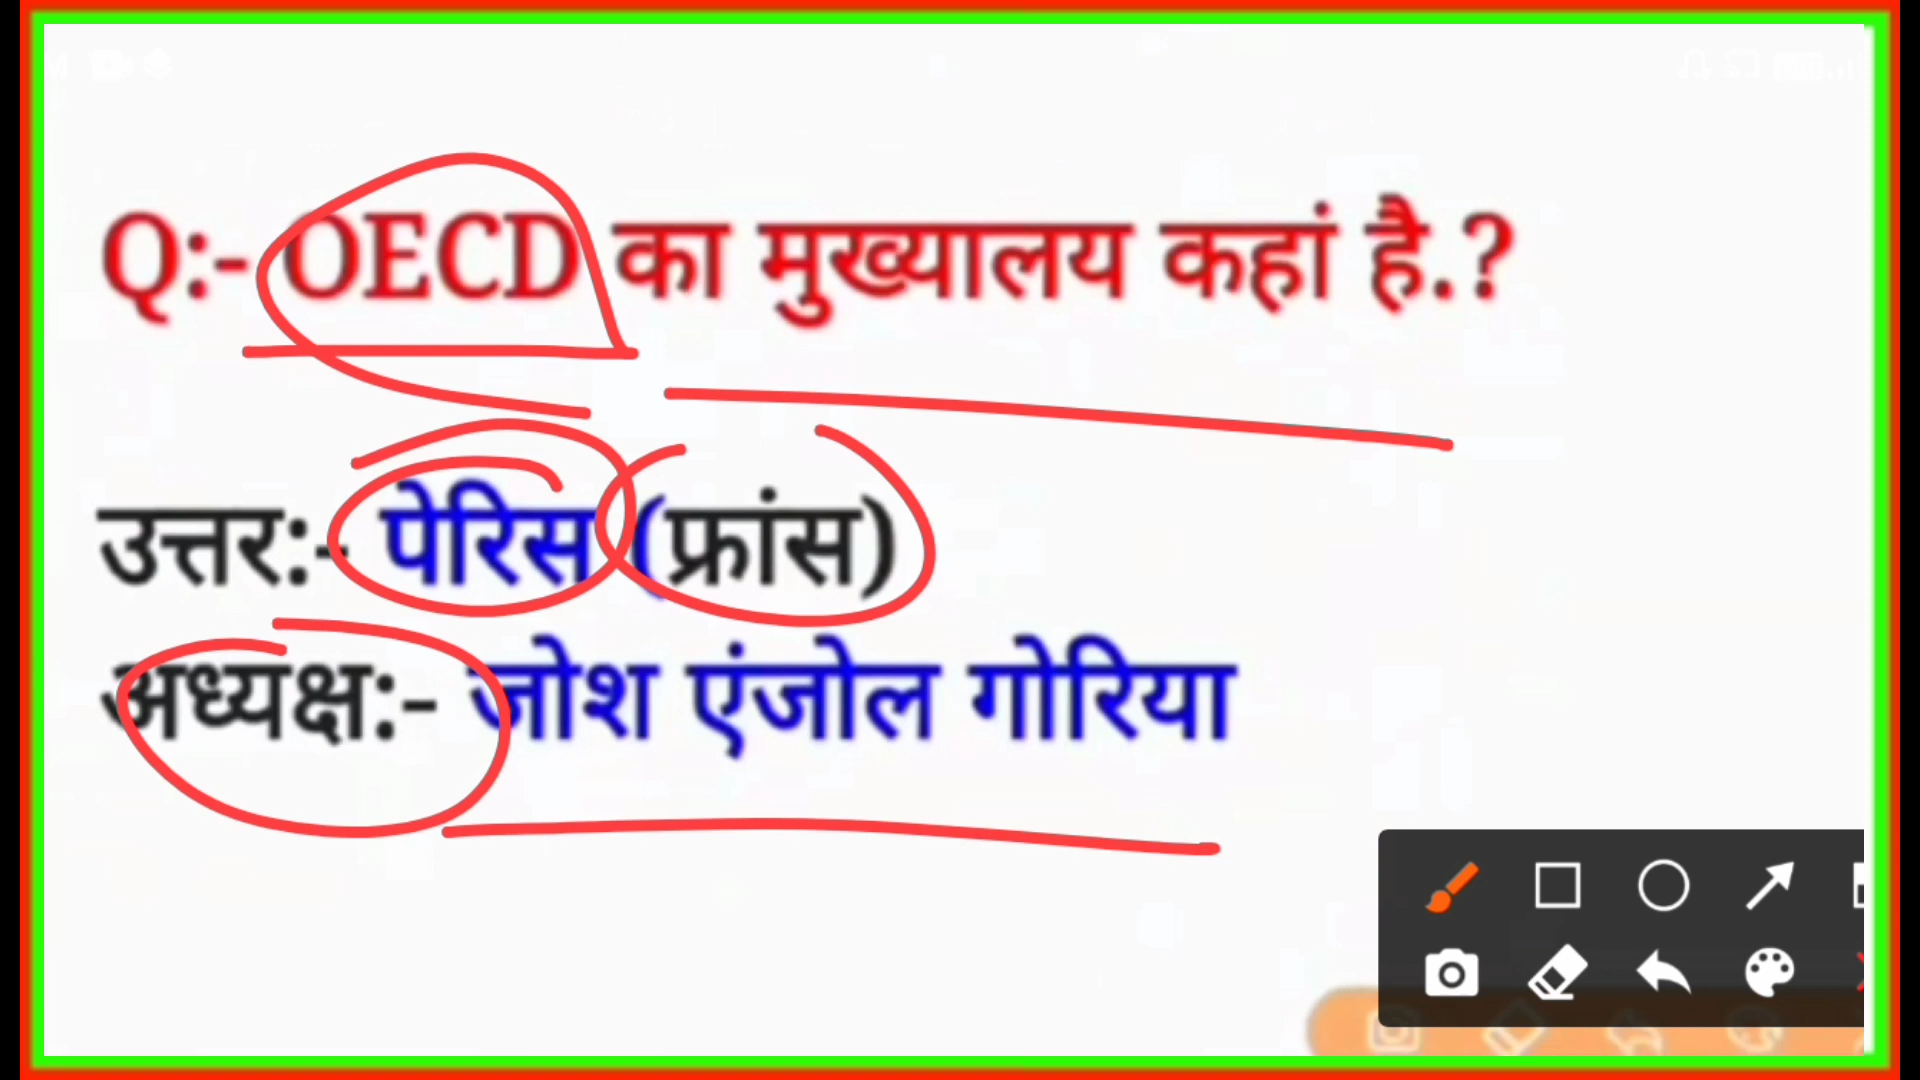 Q:- OECD का मुख्यालय कहां है.?
उत्तर:- पेरिस (फ्रांस)
अध्यक्ष:- जोश एंजोल गोरिया